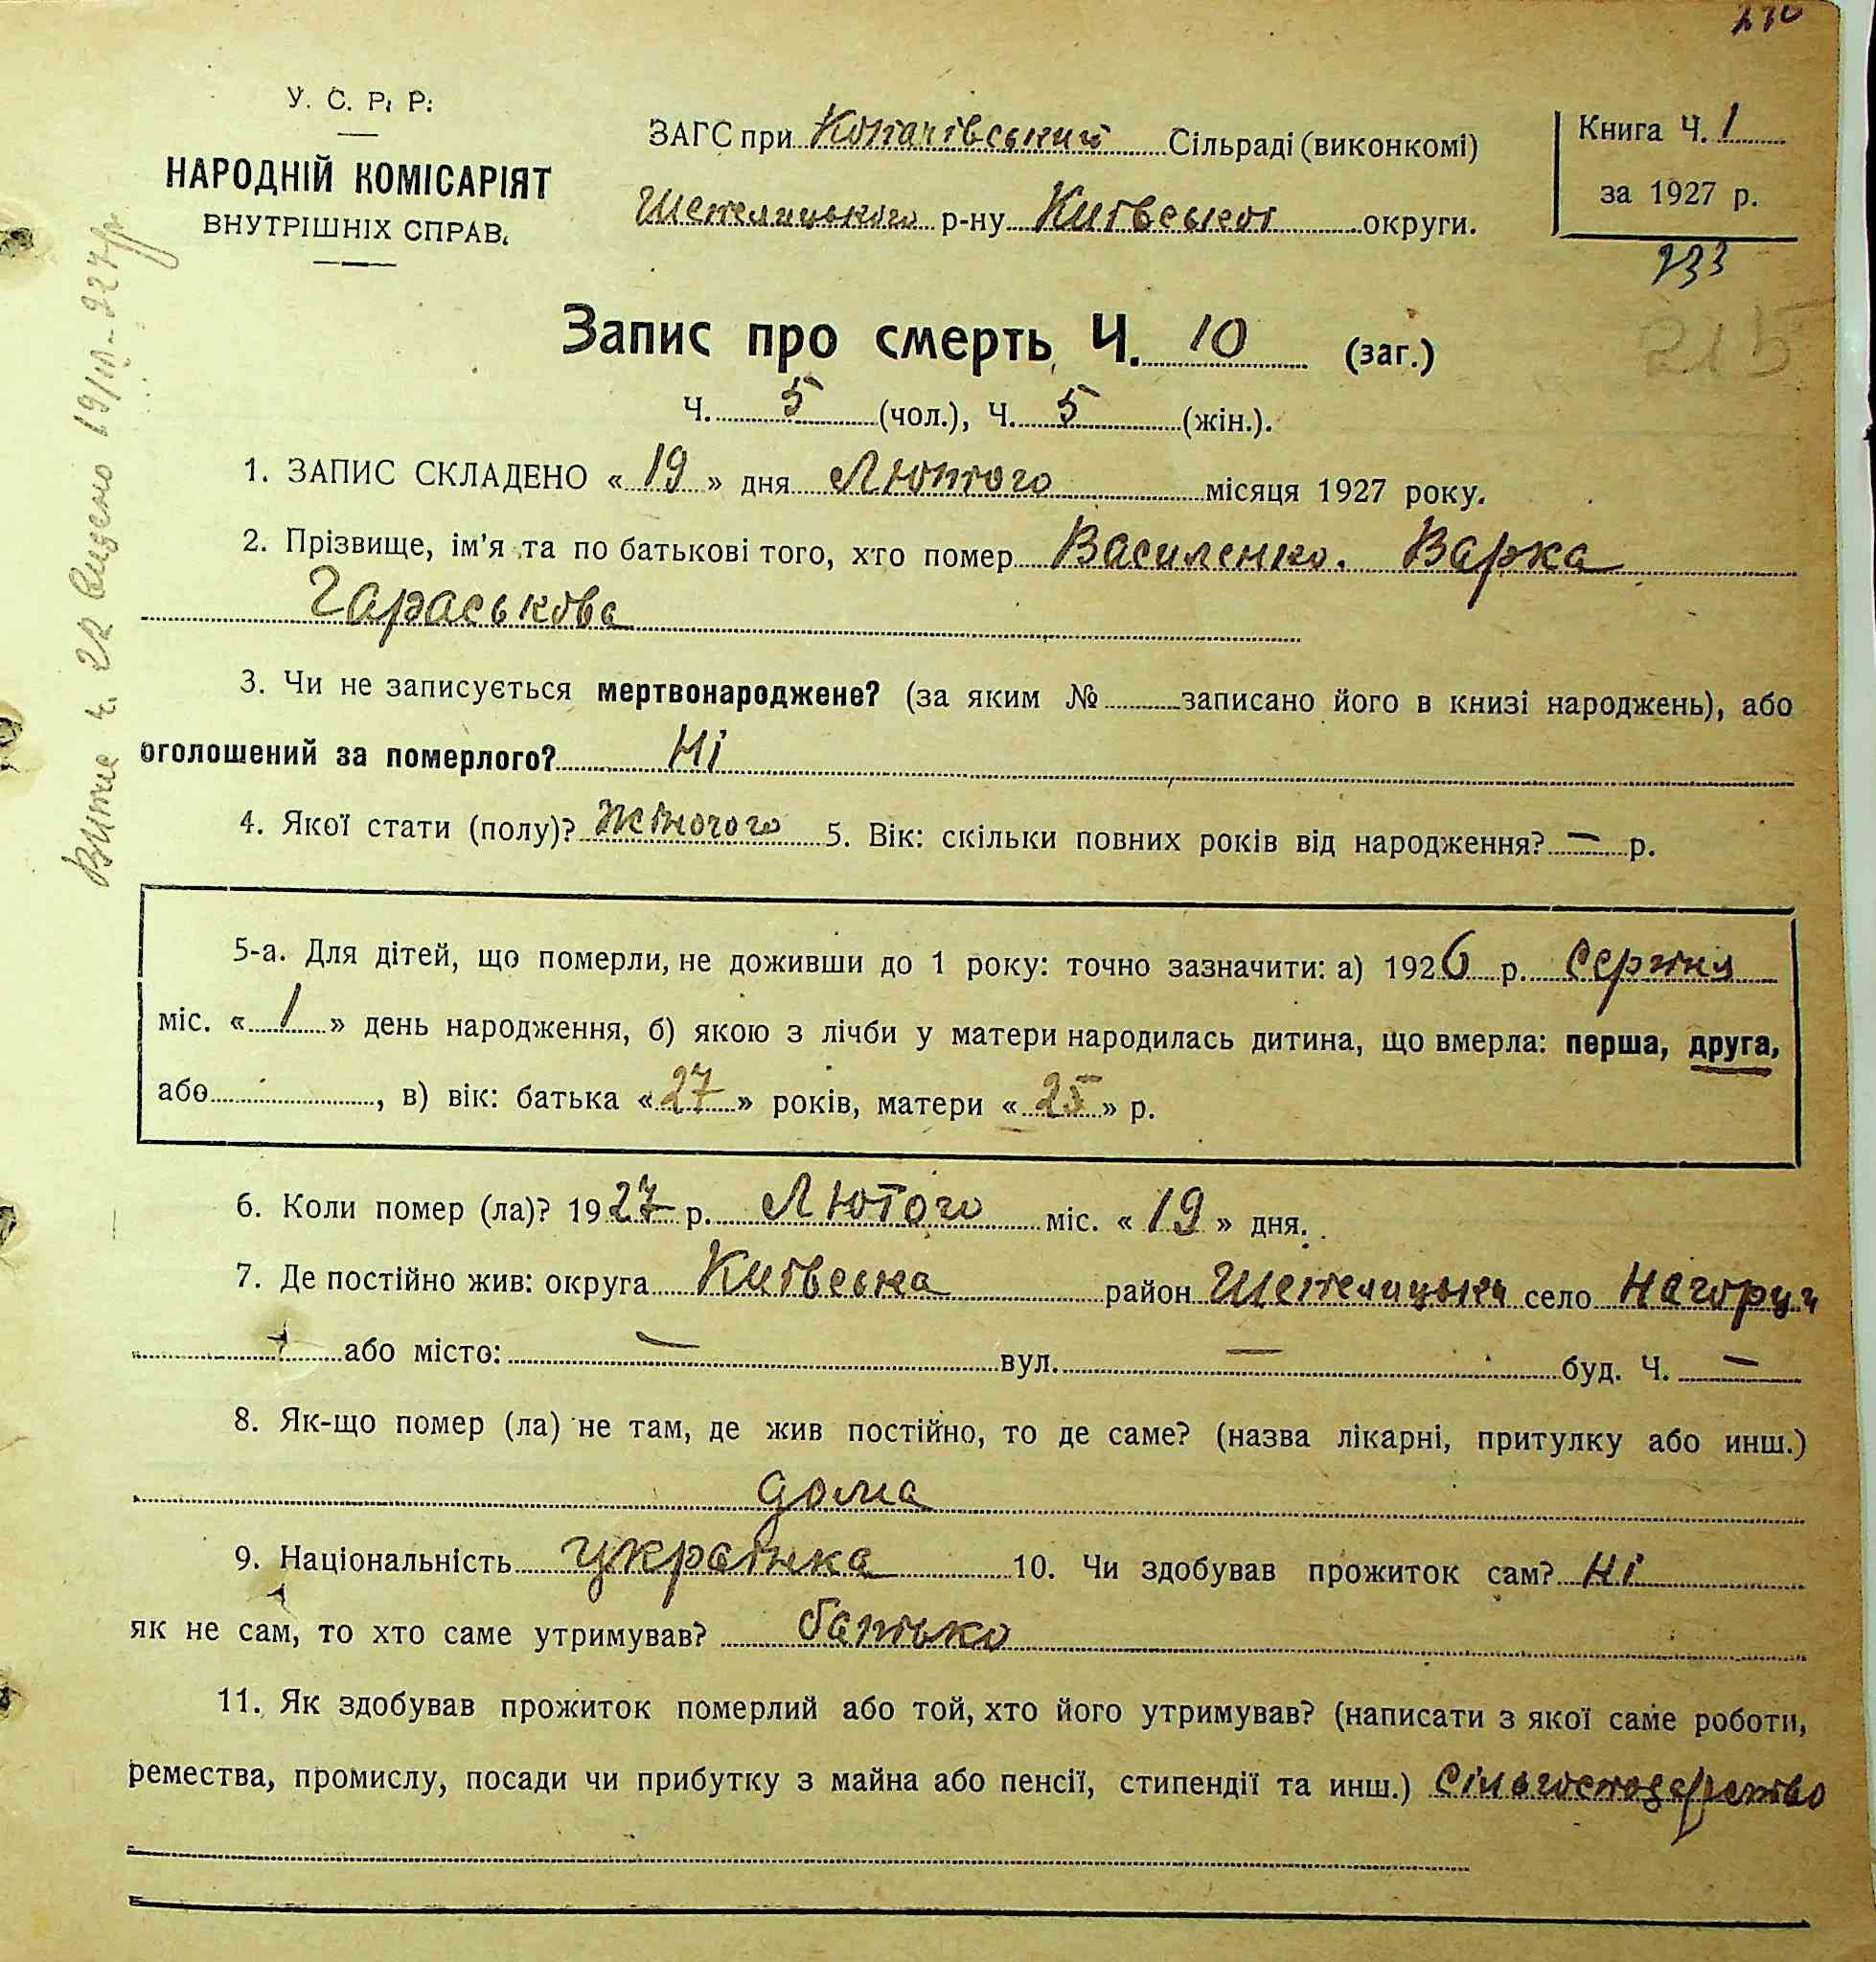 У. С. Р. Р.
НАРОДНІЙ КОМІСАРІЯТ
ВНУТРІШНІХ СПРАВ.
ЗАГС при Копачівський Сільраді (виконкомі)
Шепелицького р-ну Київської округи.
Книга Ч. 1
за 1927 р.
233
215
Запис про смерть Ч. 10 (заг.)
Ч. 5 (чол.), Ч. 5 (жін.).
1. ЗАПИС СКЛАДЕНО « 19 » дня Лютого місяця 1927 року.
2. Прізвище, ім'я та по батькові того, хто помер Василенко. Варка
Гараськова
3. Чи не записується мертвонароджене? (за яким № записано його в книзі народжень), або
оголошений за померлого? Ні
4. Якої стати (полу)? Жіночого 5. Вік: скільки повних років від народження? — р.
5-а. Для дітей, що померли, не доживши до 1 року: точно зазначити: а) 1926 р. Серпня
міс. « 1 » день народження, б) якою з лічби у матери народилась дитина, що вмерла: перша, друга,
або , в) вік: батька « 27 » років, матери « 25 » р.
6. Коли помер (ла)? 1927 р. Лютого міс. « 19 » дня.
7. Де постійно жив: округа Київська район Шепелицький село Нагорці
або місто: — вул. — буд. Ч. —
8. Як-що помер (ла) не там, де жив постійно, то де саме? (назва лікарні, притулку або инш.)
дома
9. Національність українка 10. Чи здобував прожиток сам? Ні
як не сам, то хто саме утримував? батько
11. Як здобував прожиток померлий або той, хто його утримував? (написати з якої саме роботи,
ремества, промислу, посади чи прибутку з майна або пенсії, стипендії та инш.) Сільгосподарство